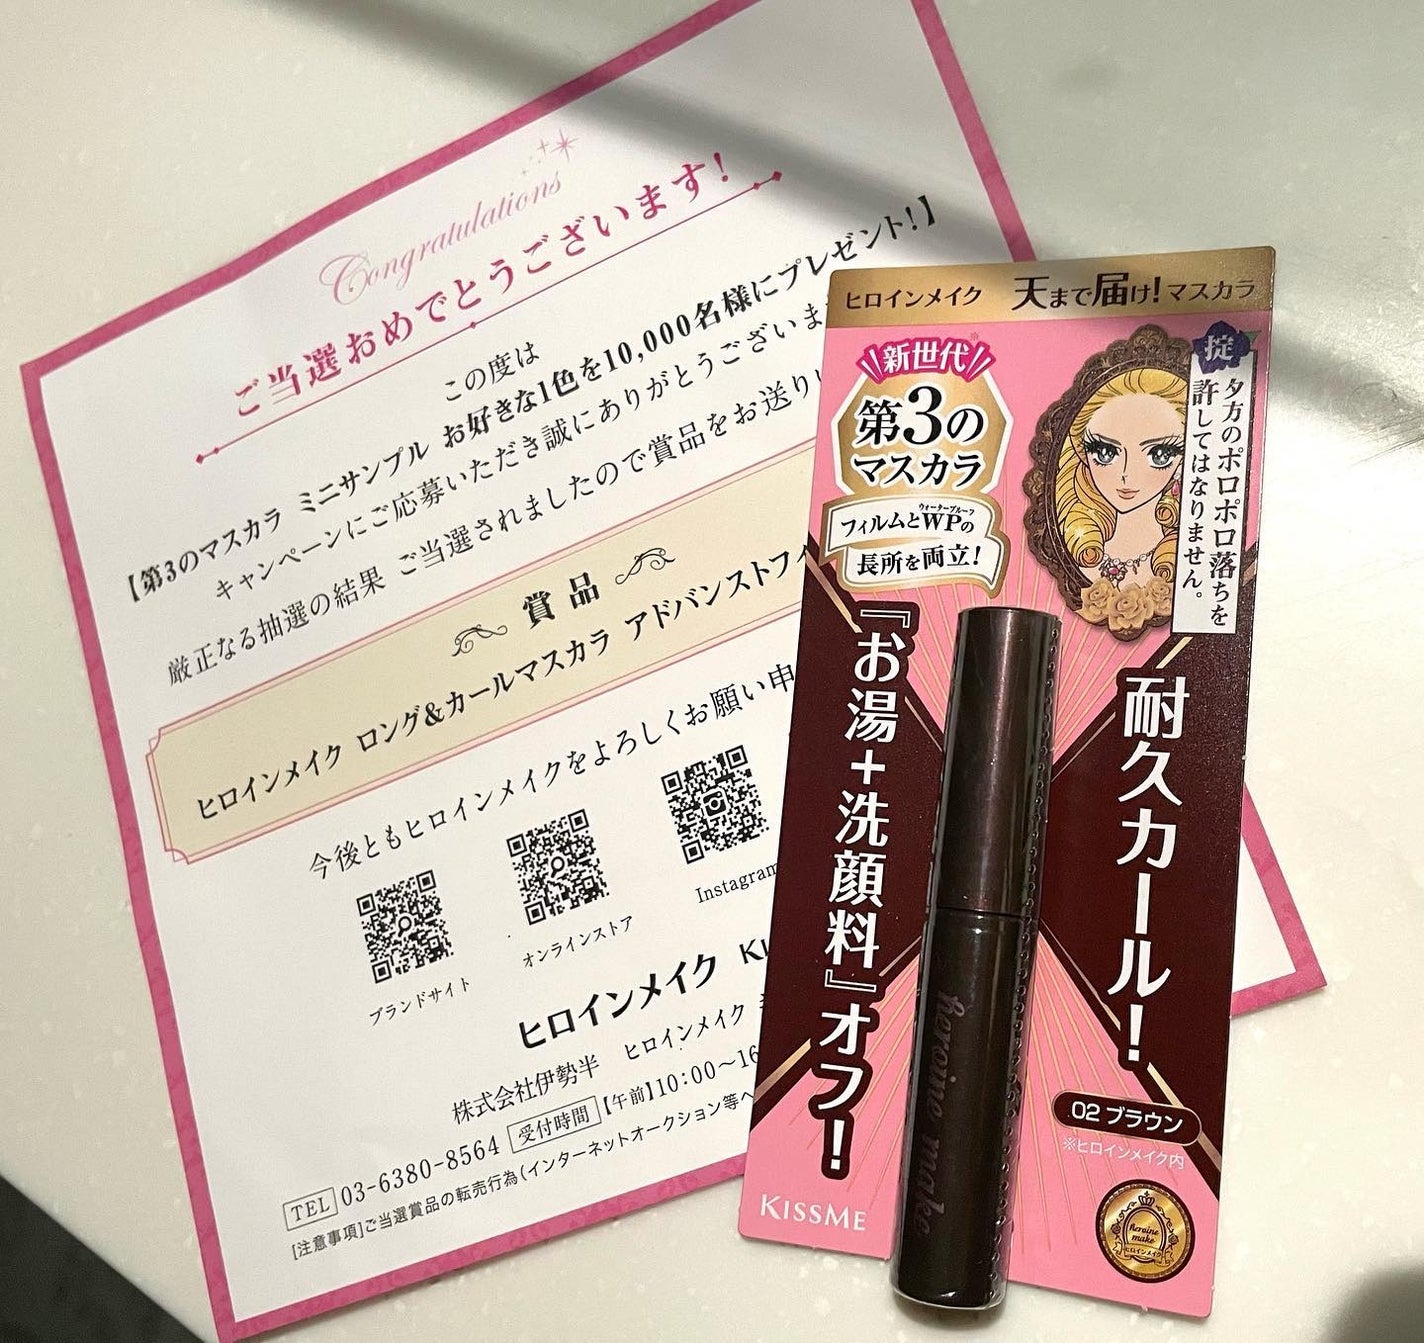 Congratulations
ご当選おめでとうございます!
この度は
【第3のマスカラ ミニサンプル お好きな1色を10,000名様にプレゼント!】
キャンペーンにご応募いただき誠にありがとうございま
厳正なる抽選の結果 ご当選されましたので賞品をお送り
賞品
ヒロインメイク ロング&カールマスカラ アドバンストフィ
今後ともヒロインメイクをよろしくお願い申
ブランドサイト
オンラインストア
Instagram
ヒロインメイク
株式会社伊勢半 ヒロインメイク
TEL 03-6380-8564 受付時間 【午前】10:00~16
[注意事項]ご当選賞品の転売行為(インターネットオークション等へ
ヒロインメイク 天まで届け!マスカラ
新世代※
第3の
マスカラ
フィルムとWPの
ウォータープルーフ
長所を両立!
掟
夕方のポロポロ落ちを
許してはなりません。
『お湯+洗顔料』オフ!
耐久カール!
02 ブラウン
※ヒロインメイク内
KISSME
heroine make
heroine
make
ヒロインメイク